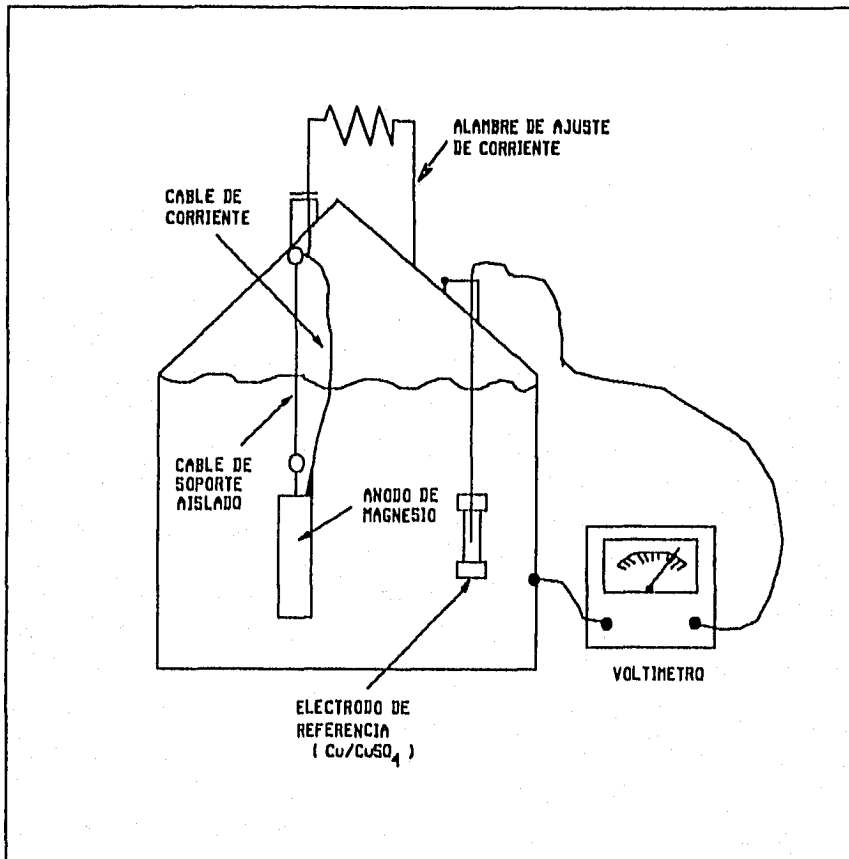 ALAMBRE DE AJUSTE
DE CORRIENTE
CABLE DE
CORRIENTE
CABLE DE
SOPORTE
AISLADO
ANODO DE
MAGNESIO
VOLTIMETRO
ELECTRODO DE
REFERENCIA
( Cu/CuSO4 )